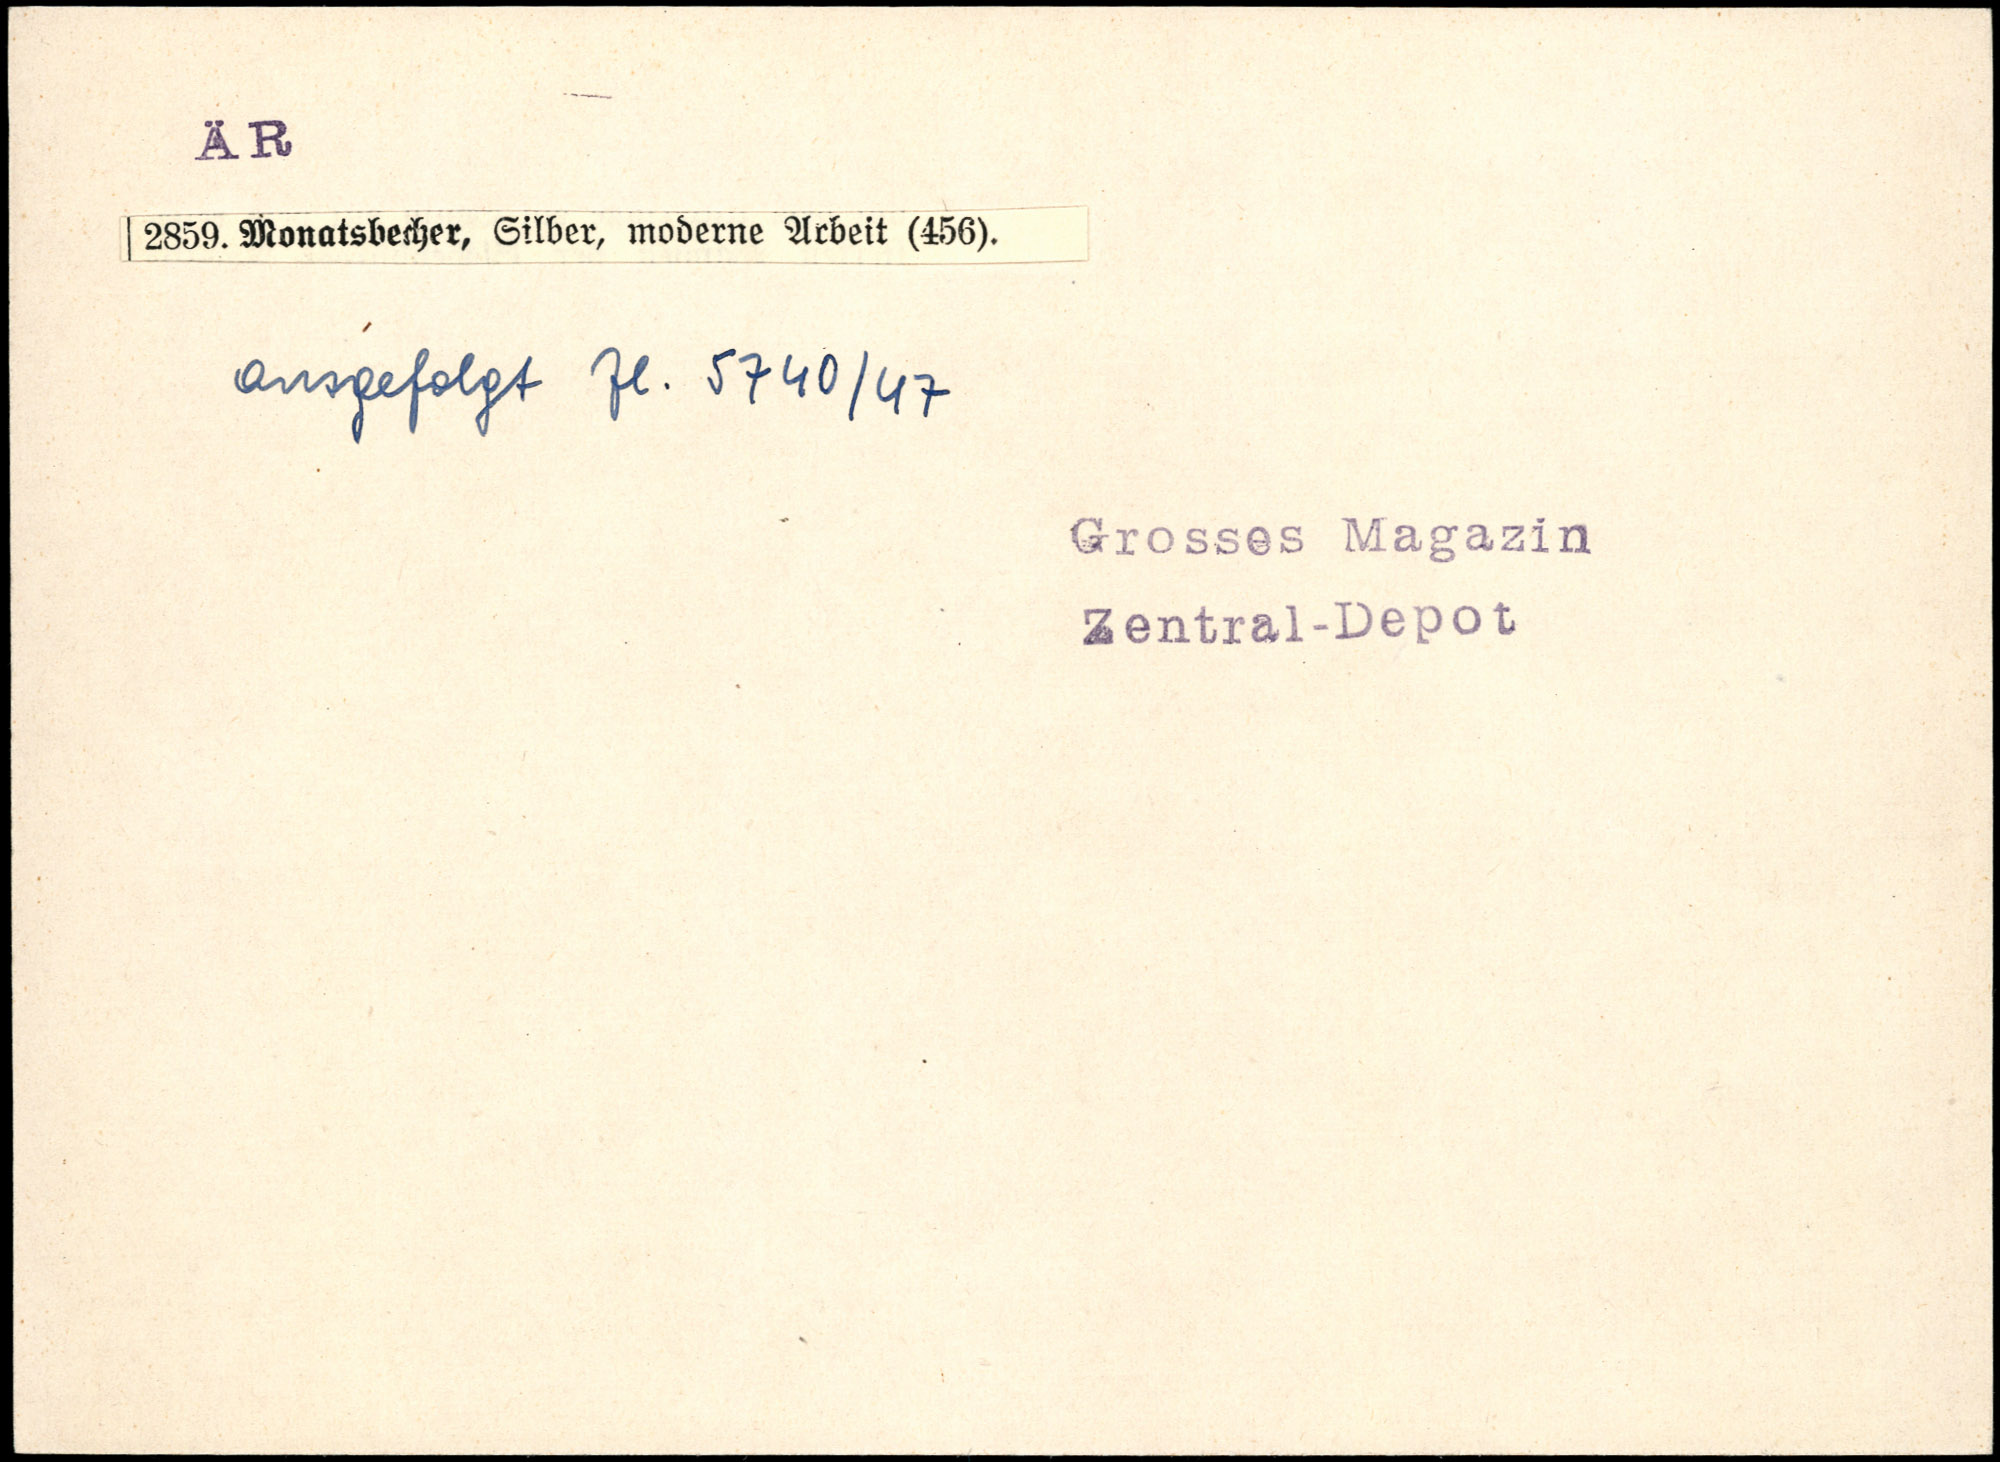 ÄR
2859. Monatsbecher, Silber, moderne Arbeit (456).
ausgefolgt Zl. 5740/47
Grosses Magazin
Zentral-Depot